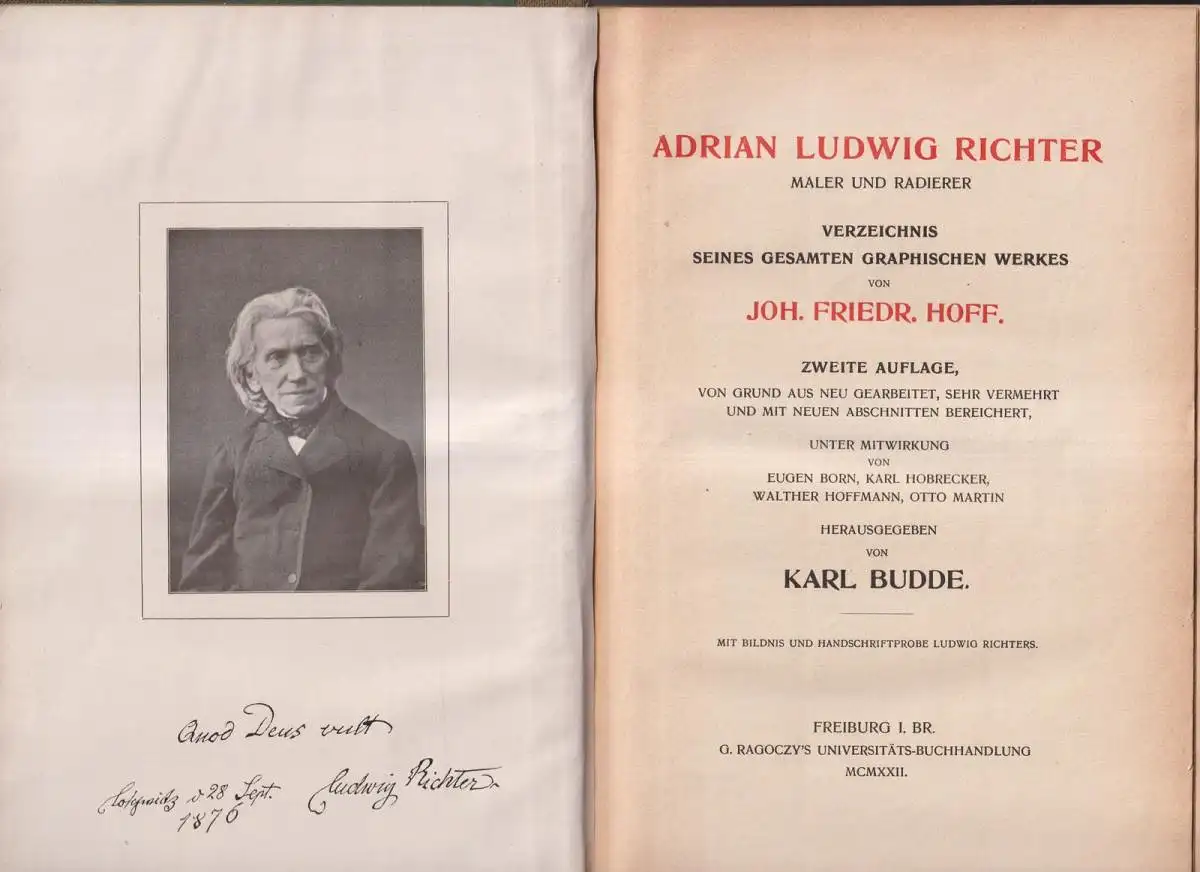 Quod Deus vult
Loschwitz d 28 Sept.
1876
Ludwig Richter
ADRIAN LUDWIG RICHTER
MALER UND RADIERER
VERZEICHNIS
SEINES GESAMTEN GRAPHISCHEN WERKES
VON
JOH. FRIEDR. HOFF.
ZWEITE AUFLAGE,
VON GRUND AUS NEU GEARBEITET, SEHR VERMEHRT
UND MIT NEUEN ABSCHNITTEN BEREICHERT,
UNTER MITWIRKUNG
VON
EUGEN BORN, KARL HOBRECKER,
WALTHER HOFFMANN, OTTO MARTIN
HERAUSGEGEBEN
VON
KARL BUDDE.
MIT BILDNIS UND HANDSCHRIFTPROBE LUDWIG RICHTERS.
FREIBURG I. BR.
G. RAGOCZY'S UNIVERSITÄTS-BUCHHANDLUNG
MCMXXII.